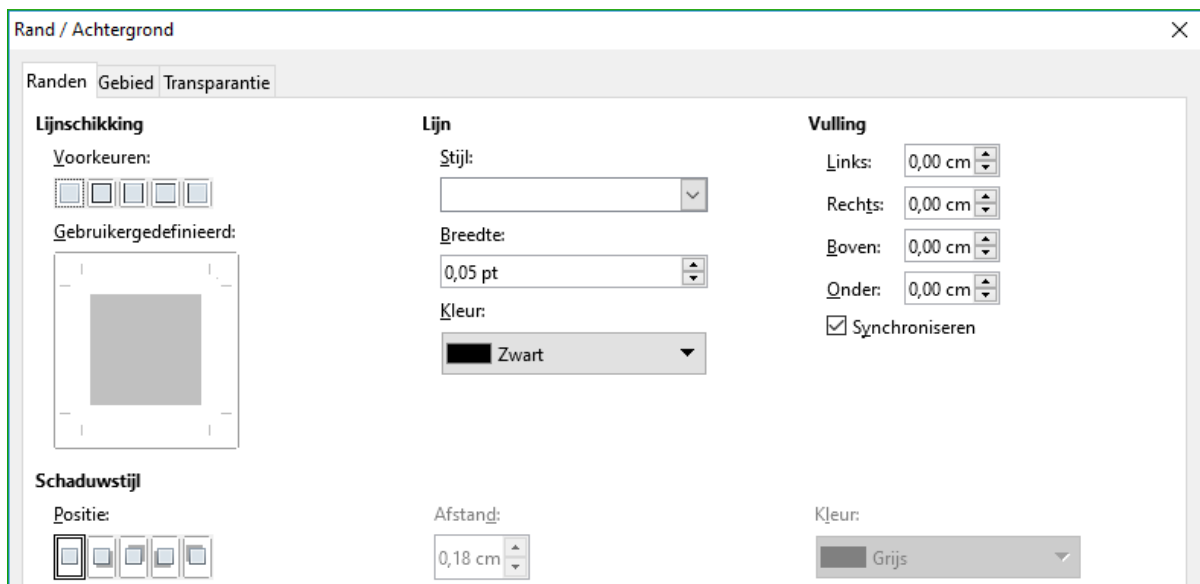 Rand / Achtergrond
Randen Gebied Transparantie
Lijnschikking
Voorkeuren:
Gebruikergedefinieerd:
Lijn
Stijl:
Breedte:
0,05 pt
Kleur:
Zwart
Vulling
Links: 0,00 cm
Rechts: 0,00 cm
Boven: 0,00 cm
Onder: 0,00 cm
Synchroniseren
Schaduwstijl
Positie:
Afstand:
0,18 cm
Kleur:
Grijs